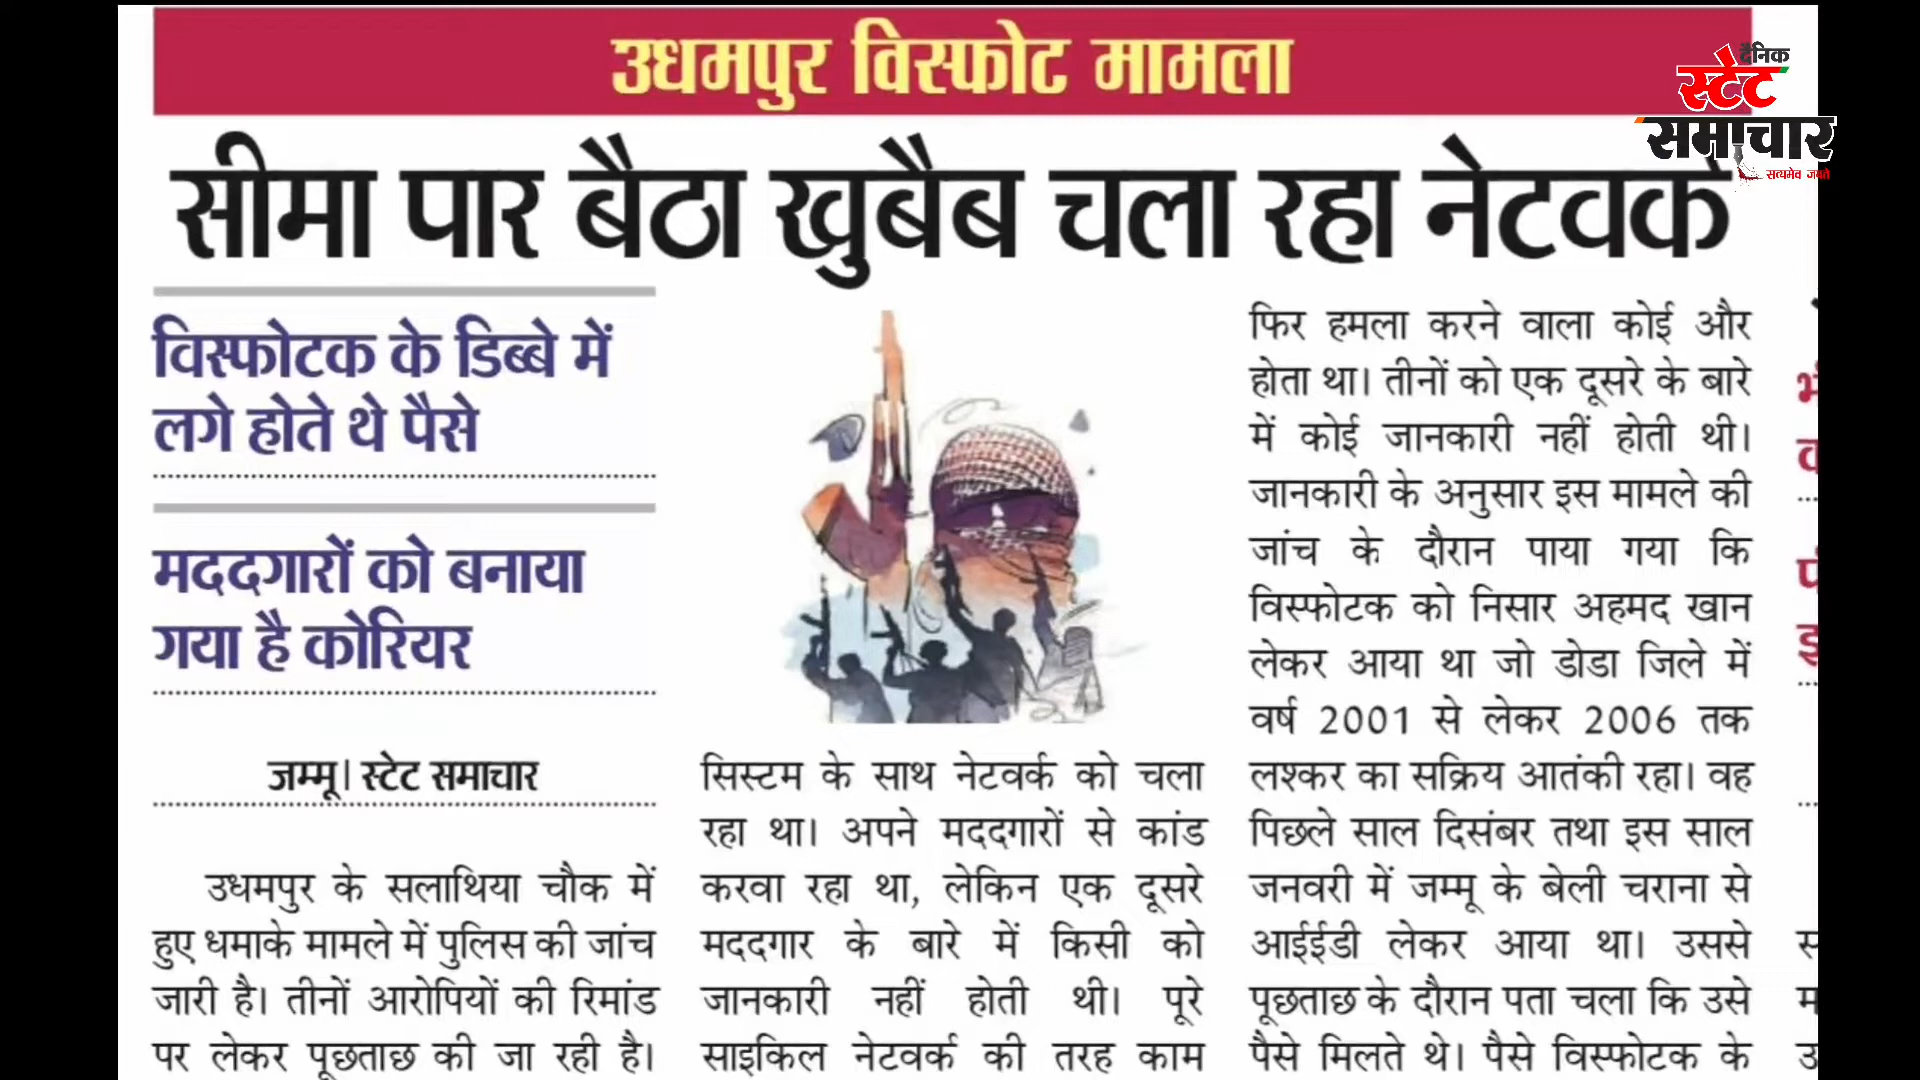 उधमपुर विस्फोट मामला
दैनिक
स्टेट
समाचार
सत्यमेव जयते
सीमा पार बैठा खुबैब चला रहा नेटवर्क
विस्फोटक के डिब्बे में
लगे होते थे पैसे
मददगारों को बनाया
गया है कोरियर
जम्मू। स्टेट समाचार
उधमपुर के सलाथिया चौक में
हुए धमाके मामले में पुलिस की जांच
जारी है। तीनों आरोपियों की रिमांड
पर लेकर पूछताछ की जा रही है।
सिस्टम के साथ नेटवर्क को चला
रहा था। अपने मददगारों से कांड
करवा रहा था, लेकिन एक दूसरे
मददगार के बारे में किसी को
जानकारी नहीं होती थी। पूरे
साइकिल नेटवर्क की तरह काम
फिर हमला करने वाला कोई और
होता था। तीनों को एक दूसरे के बारे
में कोई जानकारी नहीं होती थी।
जानकारी के अनुसार इस मामले की
जांच के दौरान पाया गया कि
विस्फोटक को निसार अहमद खान
लेकर आया था जो डोडा जिले में
वर्ष 2001 से लेकर 2006 तक
लश्कर का सक्रिय आतंकी रहा। वह
पिछले साल दिसंबर तथा इस साल
जनवरी में जम्मू के बेली चराना से
आईईडी लेकर आया था। उससे
पूछताछ के दौरान पता चला कि उसे
पैसे मिलते थे। पैसे विस्फोटक के